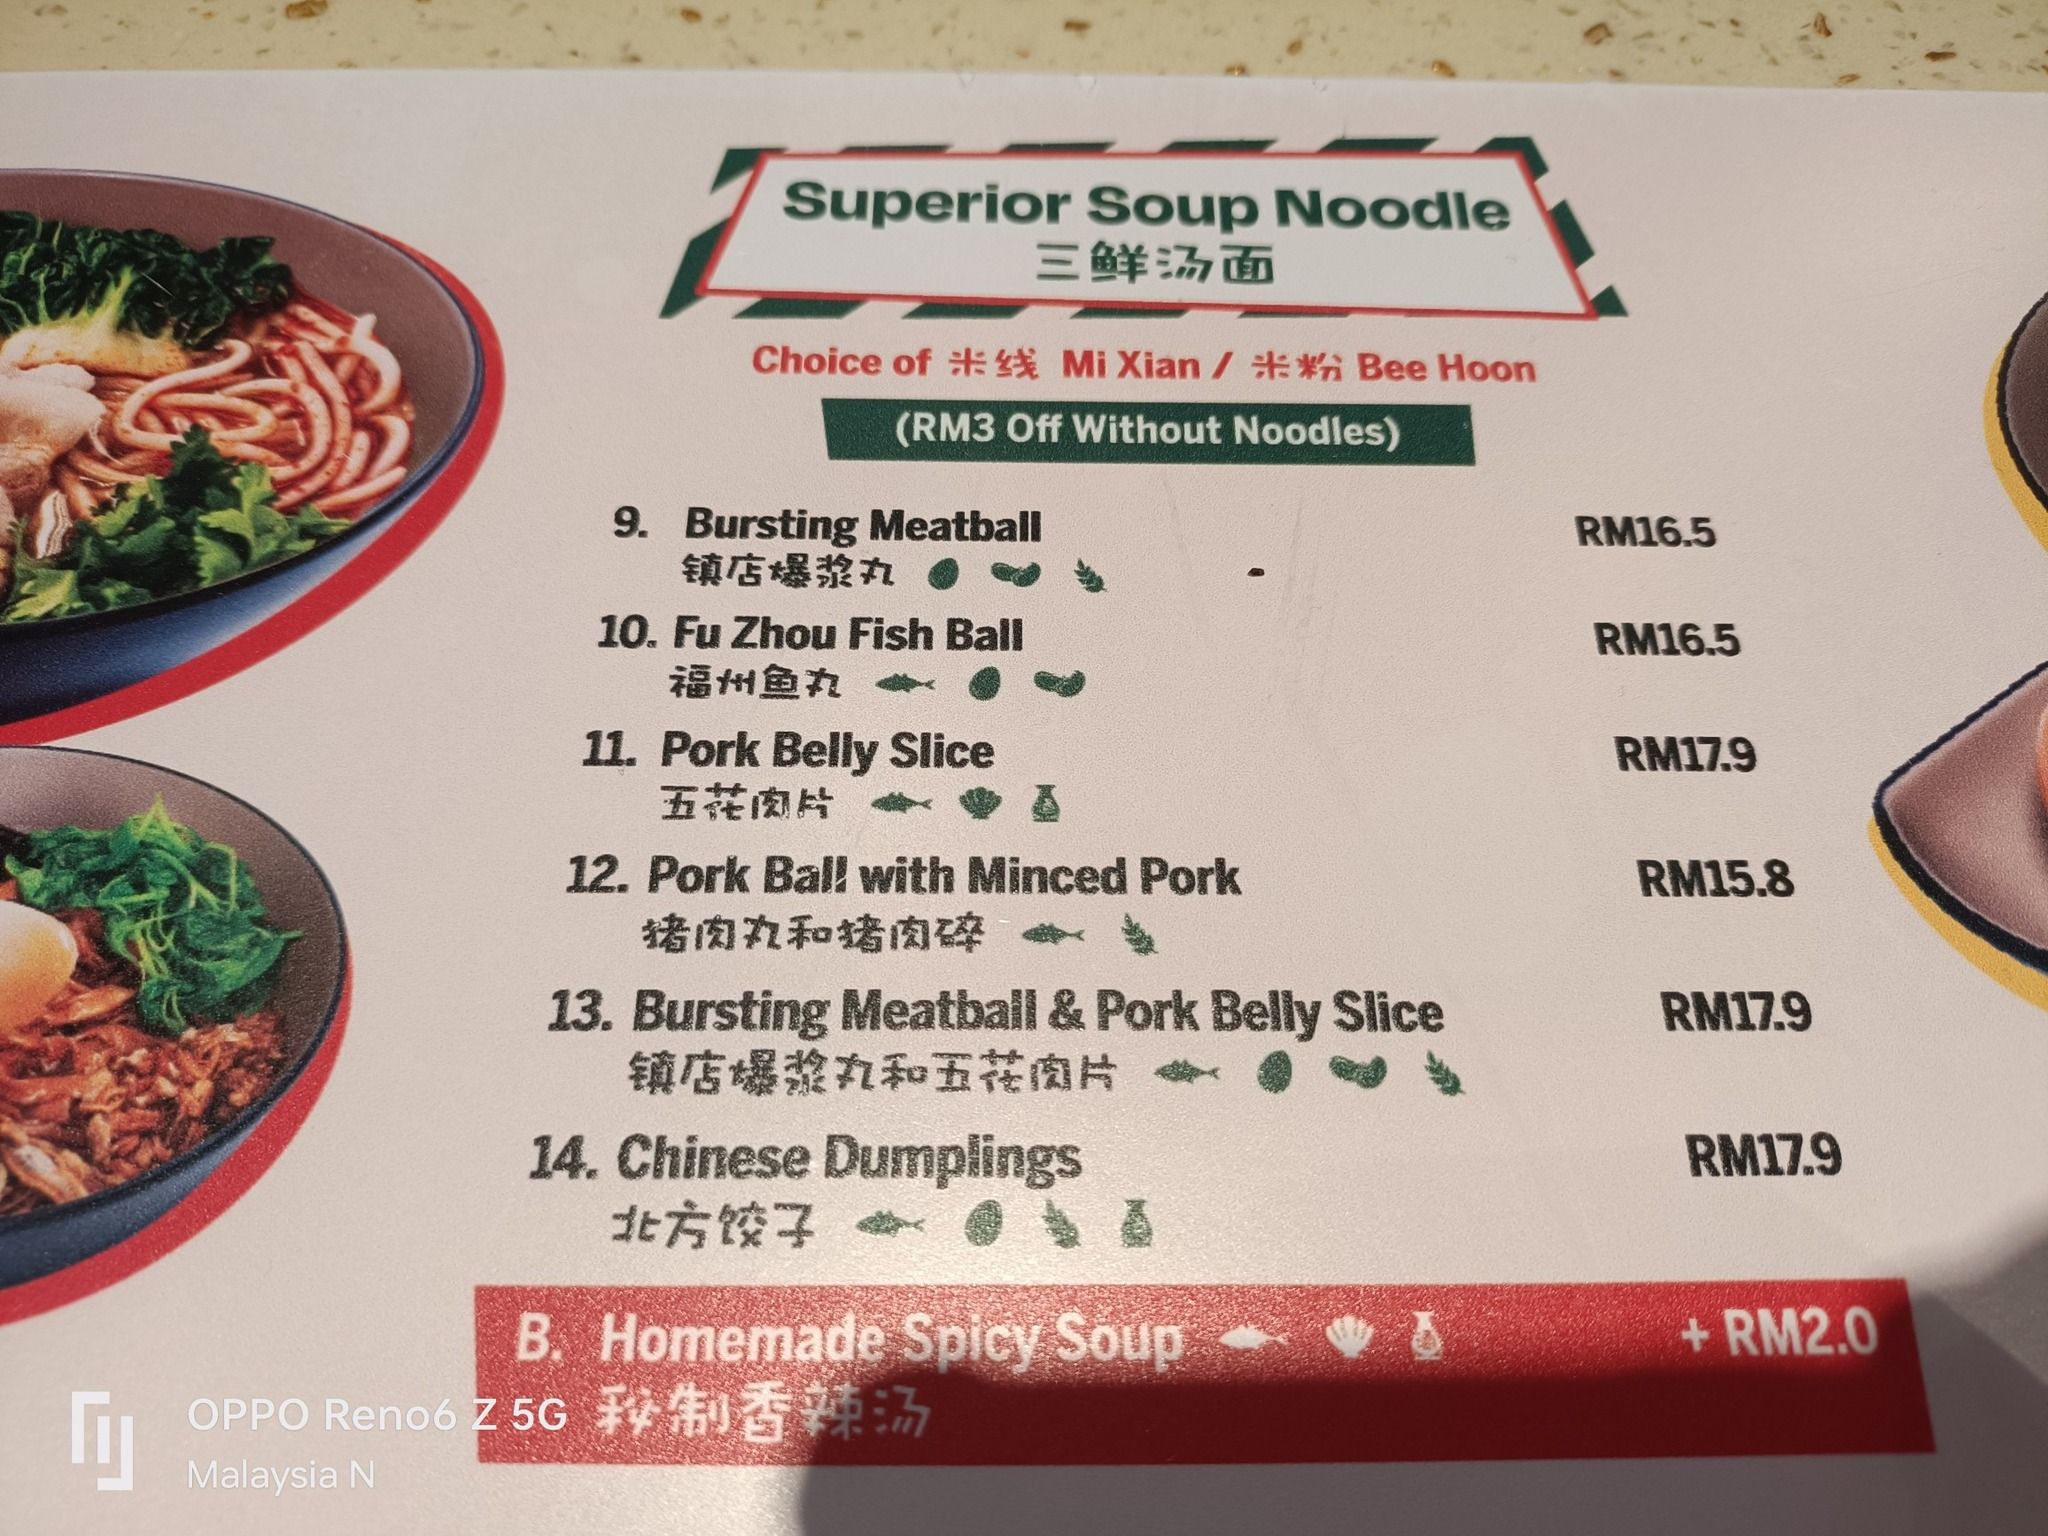 Superior Soup Noodle
三鲜汤面
Choice of 米线 Mi Xian / 米粉 Bee Hoon
(RM3 Off Without Noodles)
9. Bursting Meatball RM16.5
镇店爆浆丸
10. Fu Zhou Fish Ball RM16.5
福州鱼丸
11. Pork Belly Slice RM17.9
五花肉片
12. Pork Ball with Minced Pork RM15.8
猪肉丸和猪肉碎
13. Bursting Meatball & Pork Belly Slice RM17.9
镇店爆浆丸和五花肉片
14. Chinese Dumplings RM17.9
北方饺子
B. Homemade Spicy Soup + RM2.0
秘制香辣汤
OPPO Reno6 Z 5G
Malaysia N